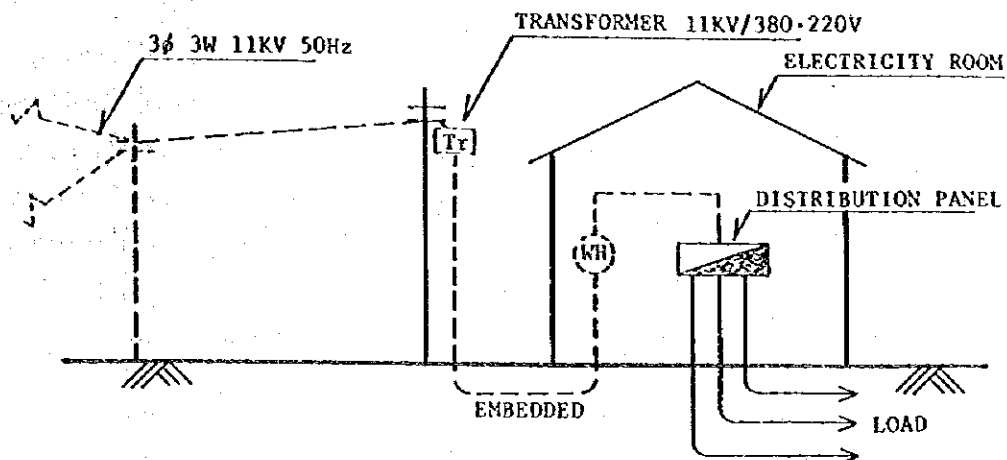 TRANSFORMER 11KV/380·220V
3ϕ 3W 11KV 50Hz
ELECTRICITY ROOM
[Tr]
DISTRIBUTION PANEL
WH
EMBEDDED
LOAD